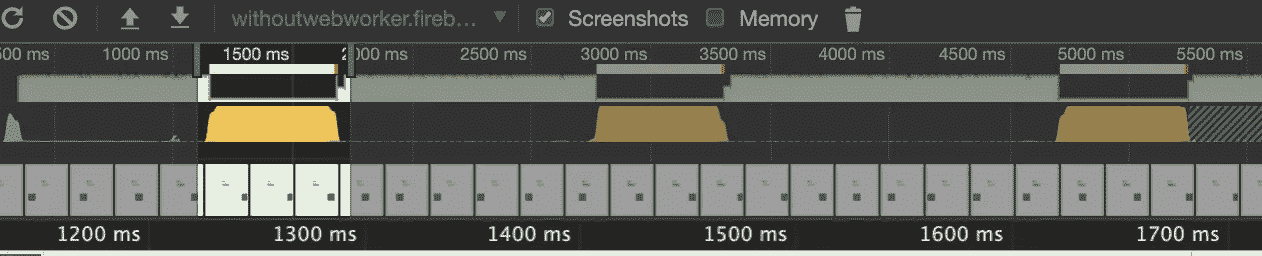 withoutwebworker.fireb... Screenshots Memory
500 ms 1000 ms 1500 ms 2000 ms 2500 ms 3000 ms 3500 ms 4000 ms 4500 ms 5000 ms 5500 ms
1200 ms 1300 ms 1400 ms 1500 ms 1600 ms 1700 ms